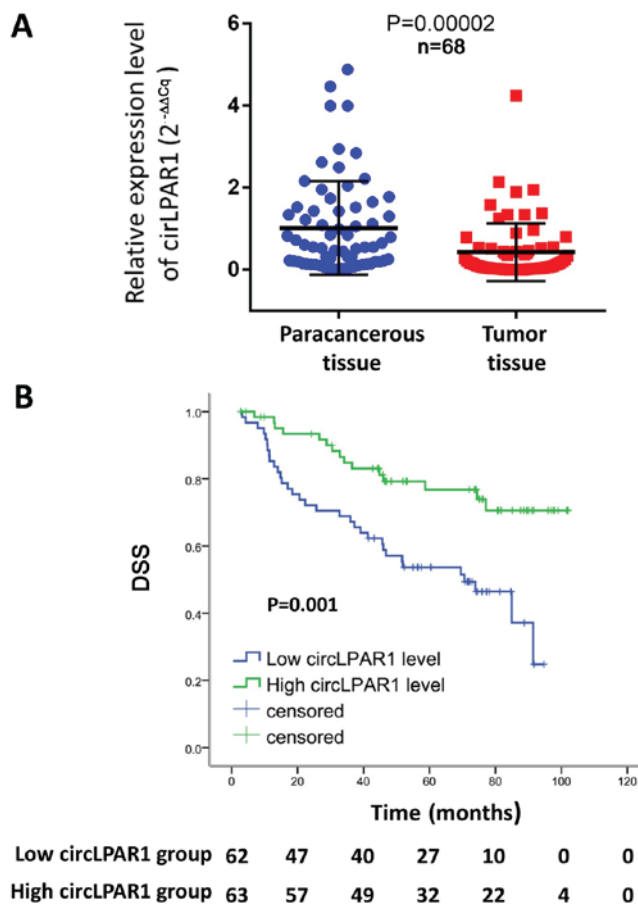 A
Relative expression level
of cirLPAR1 (2^-ΔΔCq)
6
4
2
0
P=0.00002
n=68
Paracancerous
tissue
Tumor
tissue
B
DSS
1.0
0.8
0.6
0.4
0.2
0.0
P=0.001
Low circLPAR1 level
High circLPAR1 level
censored
censored
0 20 40 60 80 100 120
Time (months)
Low circLPAR1 group 62 47 40 27 10 0 0
High circLPAR1 group 63 57 49 32 22 4 0